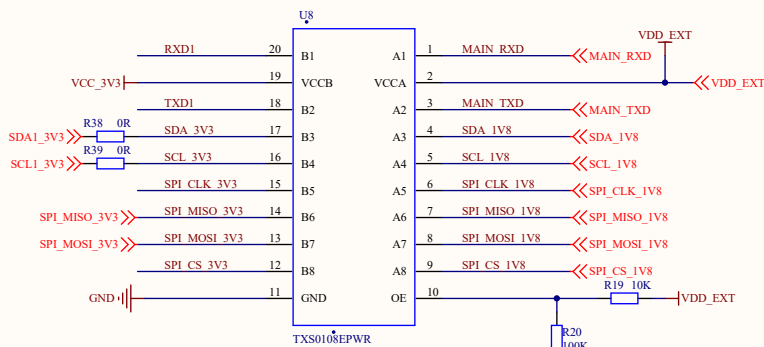 U8
VDD_EXT
RXD1 20 B1 A1 1 MAIN_RXD MAIN_RXD
VCC_3V3 19 VCCB VCCA 2 VDD_EXT
TXD1 18 B2 A2 3 MAIN_TXD MAIN_TXD
R38 0R
SDA1_3V3 SDA_3V3 17 B3 A3 4 SDA_1V8 SDA_1V8
R39 0R
SCL1_3V3 SCL_3V3 16 B4 A4 5 SCL_1V8 SCL_1V8
SPI_CLK_3V3 15 B5 A5 6 SPI_CLK_1V8 SPI_CLK_1V8
SPI_MISO_3V3 SPI_MISO_3V3 14 B6 A6 7 SPI_MISO_1V8 SPI_MISO_1V8
SPI_MOSI_3V3 SPI_MOSI_3V3 13 B7 A7 8 SPI_MOSI_1V8 SPI_MOSI_1V8
SPI_CS_3V3 12 B8 A8 9 SPI_CS_1V8 SPI_CS_1V8
R19 10K
GND 11 GND OE 10 VDD_EXT
R20
TXS0108EPWR
100K